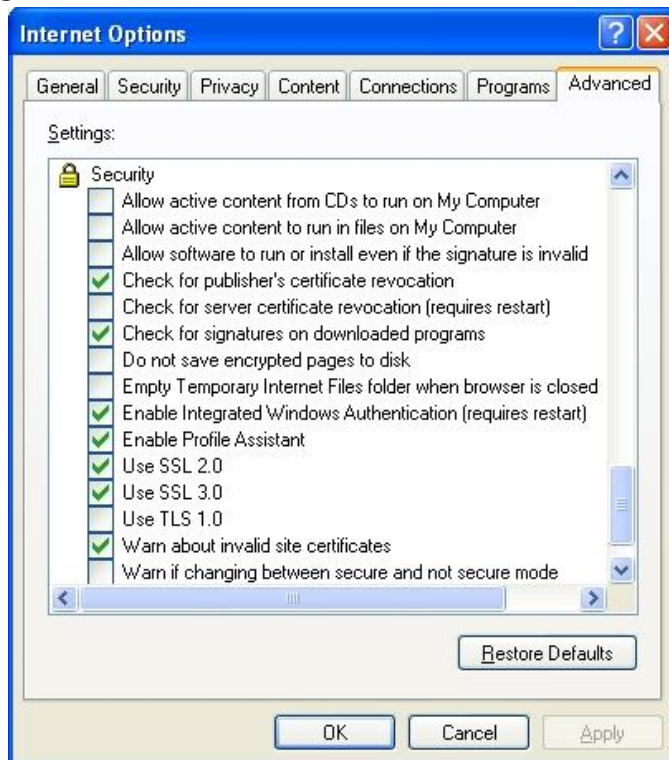 Internet Options
General Security Privacy Content Connections Programs Advanced
Settings:
Security
Allow active content from CDs to run on My Computer
Allow active content to run in files on My Computer
Allow software to run or install even if the signature is invalid
Check for publisher's certificate revocation
Check for server certificate revocation (requires restart)
Check for signatures on downloaded programs
Do not save encrypted pages to disk
Empty Temporary Internet Files folder when browser is closed
Enable Integrated Windows Authentication (requires restart)
Enable Profile Assistant
Use SSL 2.0
Use SSL 3.0
Use TLS 1.0
Warn about invalid site certificates
Warn if changing between secure and not secure mode
Restore Defaults
OK Cancel Apply